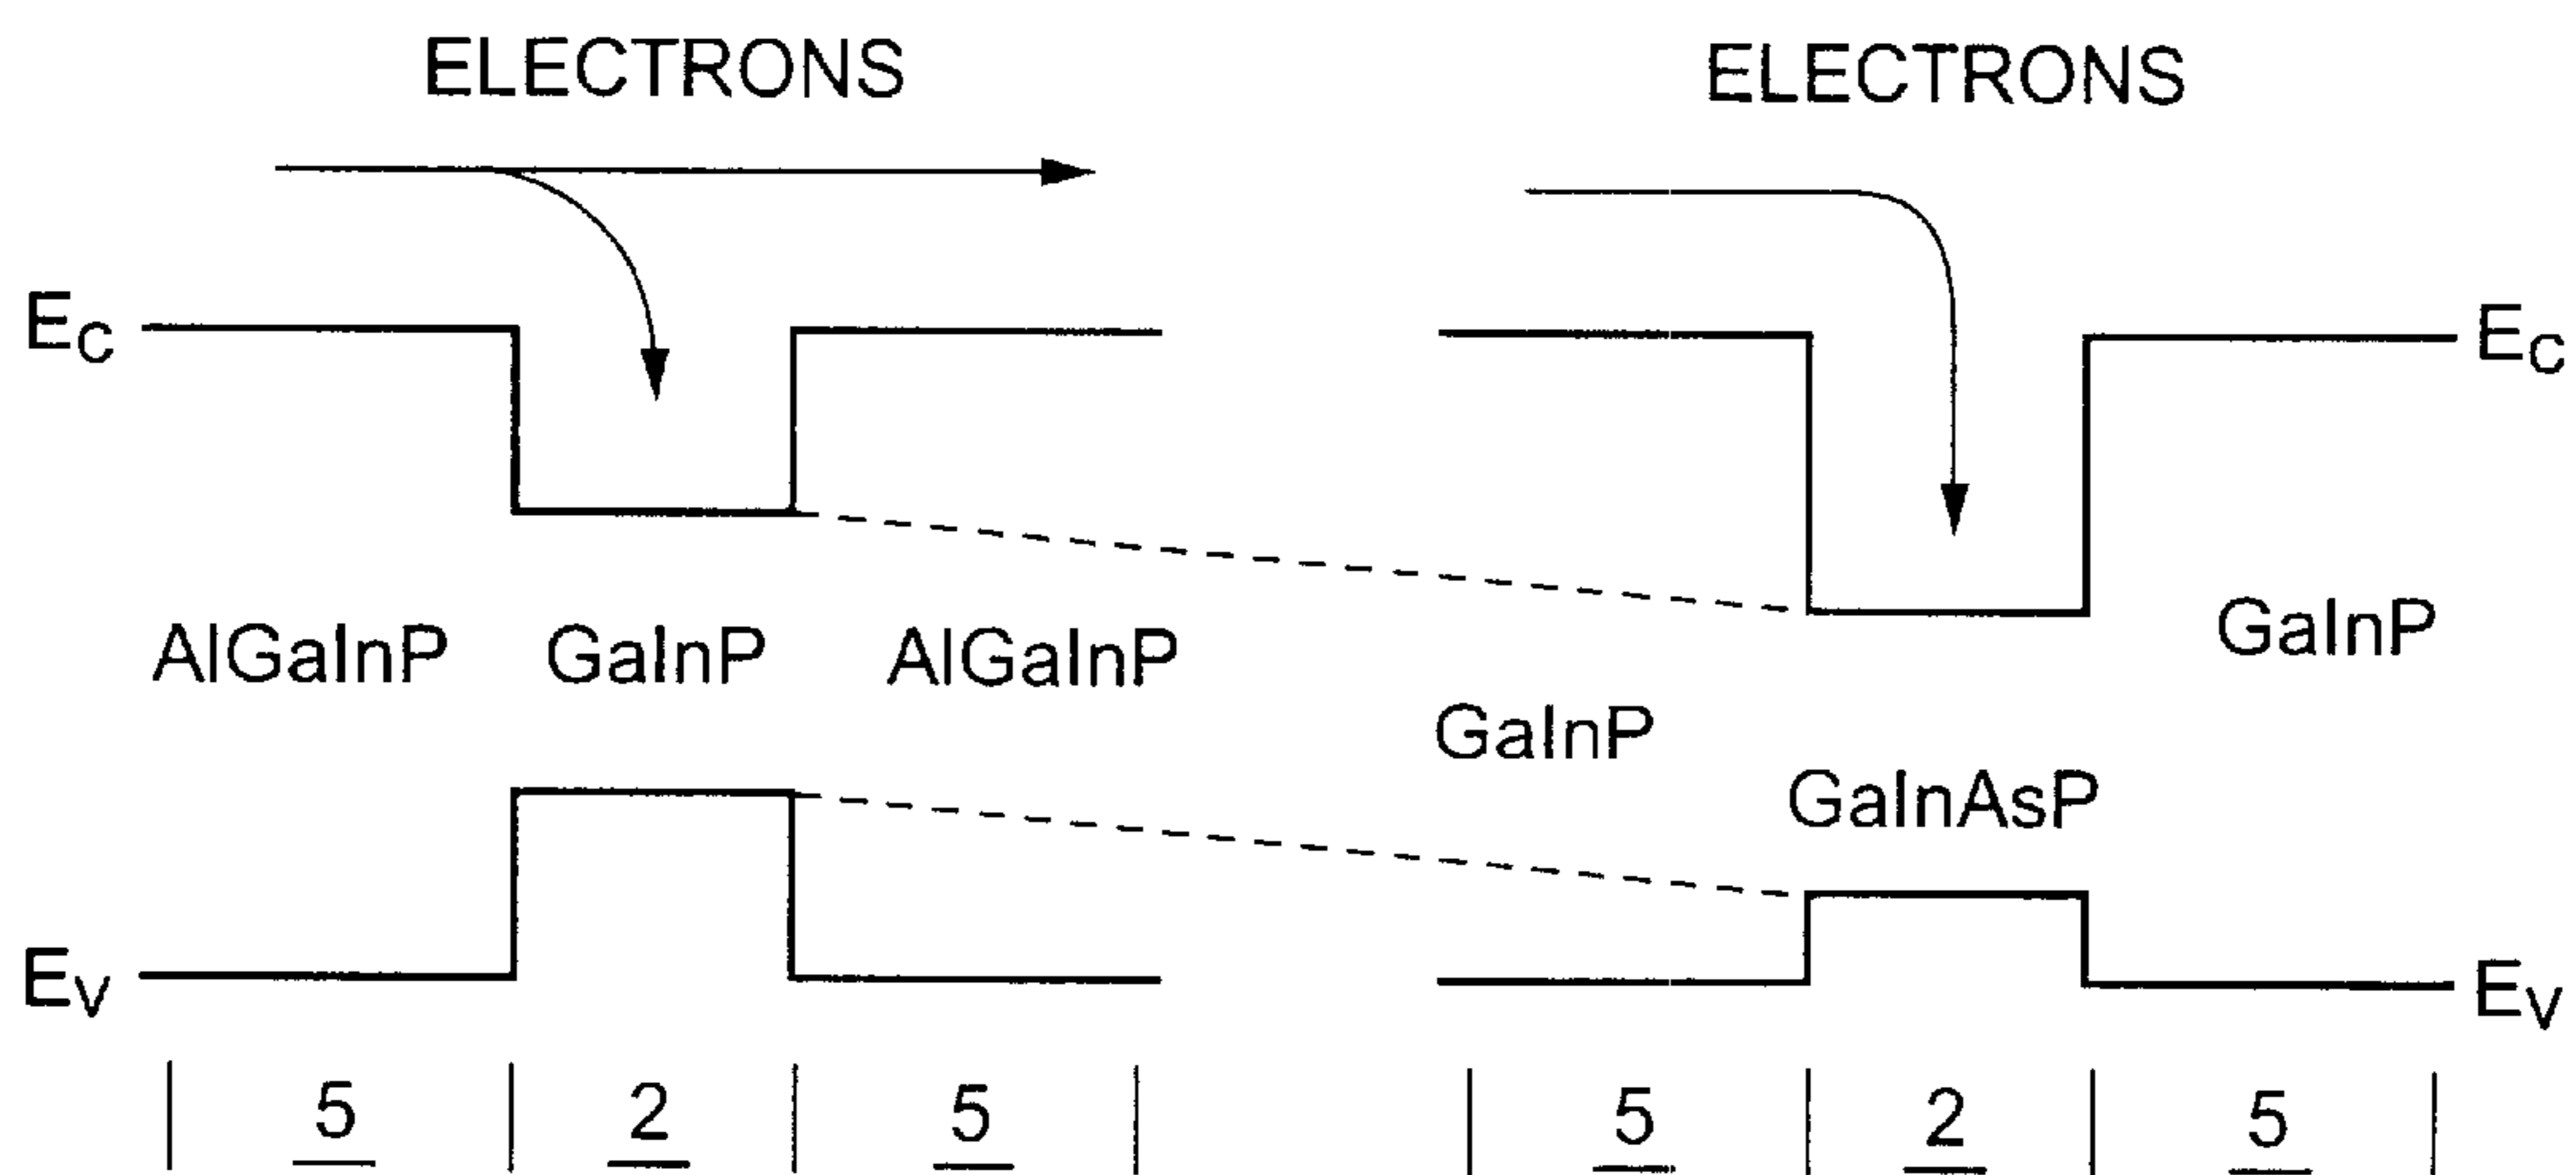 ELECTRONS
ELECTRONS
EC
EC
AlGaInP GaInP AlGaInP
GaInP
GaInP
GaInAsP
EV
EV
5 2 5
5 2 5